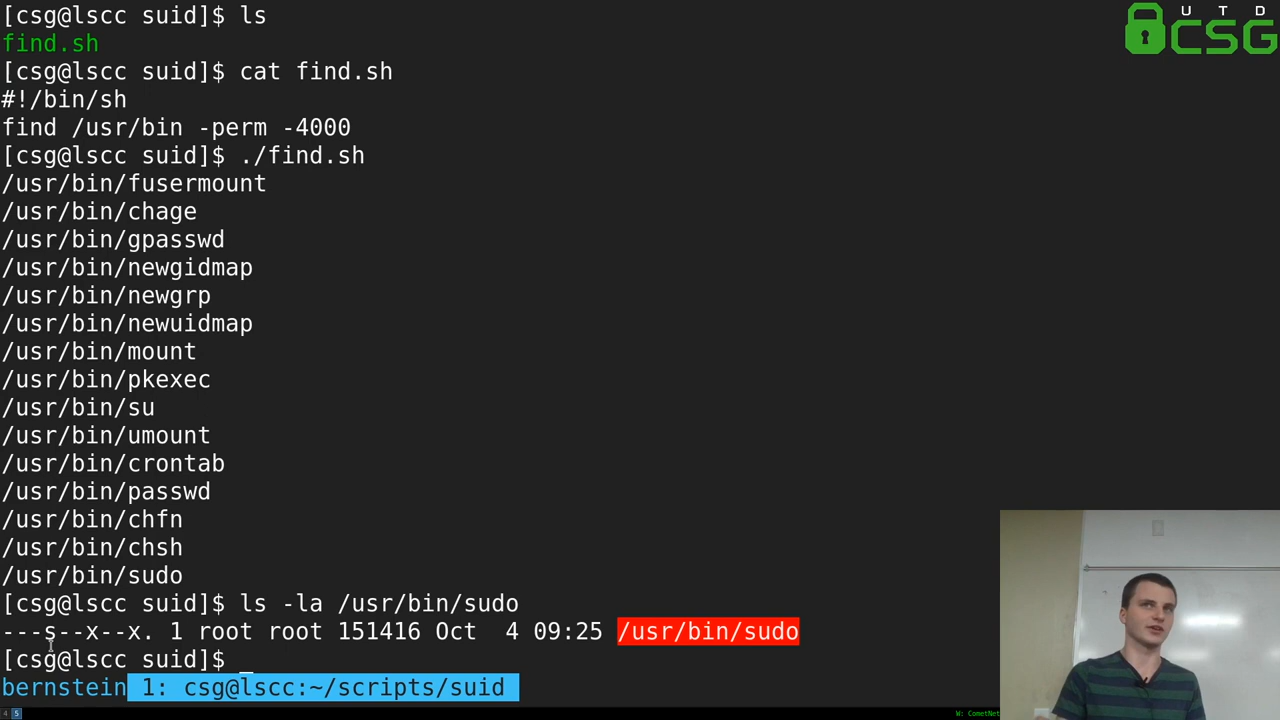 [csg@lscc suid]$ ls
find.sh
[csg@lscc suid]$ cat find.sh
#!/bin/sh
find /usr/bin -perm -4000
[csg@lscc suid]$ ./find.sh
/usr/bin/fusermount
/usr/bin/chage
/usr/bin/gpasswd
/usr/bin/newgidmap
/usr/bin/newgrp
/usr/bin/newuidmap
/usr/bin/mount
/usr/bin/pkexec
/usr/bin/su
/usr/bin/umount
/usr/bin/crontab
/usr/bin/passwd
/usr/bin/chfn
/usr/bin/chsh
/usr/bin/sudo
[csg@lscc suid]$ ls -la /usr/bin/sudo
---s--x--x. 1 root root 151416 Oct  4 09:25 /usr/bin/sudo
[csg@lscc suid]$ _
bernstein 1: csg@lscc:~/scripts/suid
4 5
W: CometNet
UTD
CSG